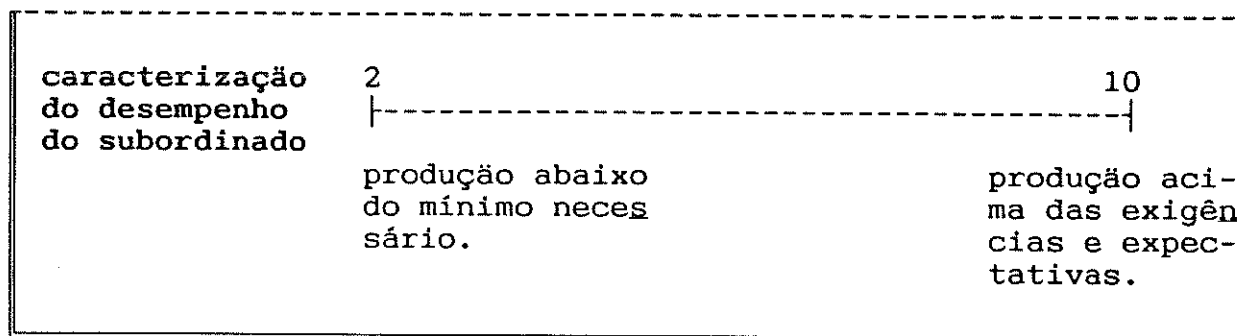 caracterização 2 10
do desempenho
do subordinado
produção abaixo
do mínimo neces
sário.
produção aci-
ma das exigên
cias e expec-
tativas.